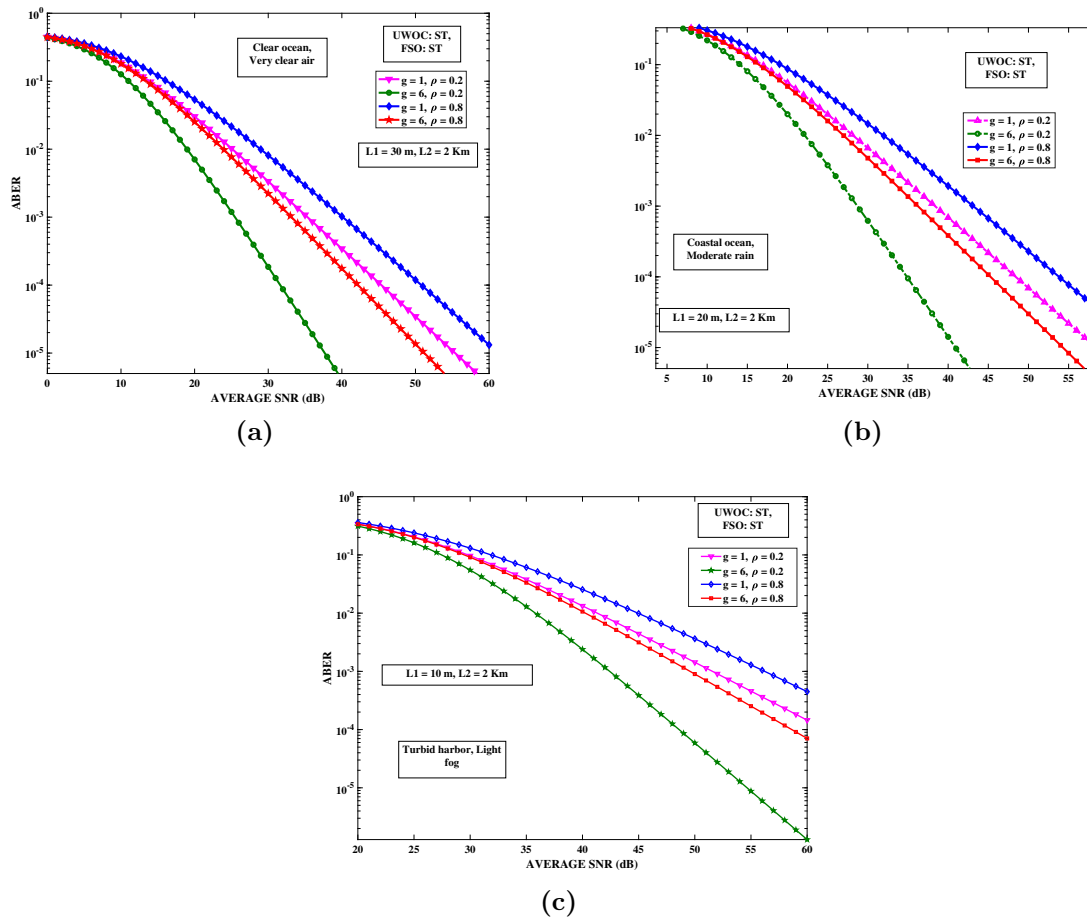 10^0
10^-1
10^-2
10^-3
10^-4
10^-5
ABER
0 10 20 30 40 50 60
AVERAGE SNR (dB)
Clear ocean,
Very clear air
UWOC: ST,
FSO: ST
g = 1, ρ = 0.2
g = 6, ρ = 0.2
g = 1, ρ = 0.8
g = 6, ρ = 0.8
L1 = 30 m, L2 = 2 Km
(a)
10^-1
10^-2
10^-3
10^-4
10^-5
5 10 15 20 25 30 35 40 45 50 55
AVERAGE SNR (dB)
UWOC: ST,
FSO: ST
g = 1, ρ = 0.2
g = 6, ρ = 0.2
g = 1, ρ = 0.8
g = 6, ρ = 0.8
Coastal ocean,
Moderate rain
L1 = 20 m, L2 = 2 Km
(b)
10^0
10^-1
10^-2
10^-3
10^-4
10^-5
ABER
20 25 30 35 40 45 50 55 60
AVERAGE SNR (dB)
UWOC: ST,
FSO: ST
g = 1, ρ = 0.2
g = 6, ρ = 0.2
g = 1, ρ = 0.8
g = 6, ρ = 0.8
L1 = 10 m, L2 = 2 Km
Turbid harbor, Light
fog
(c)